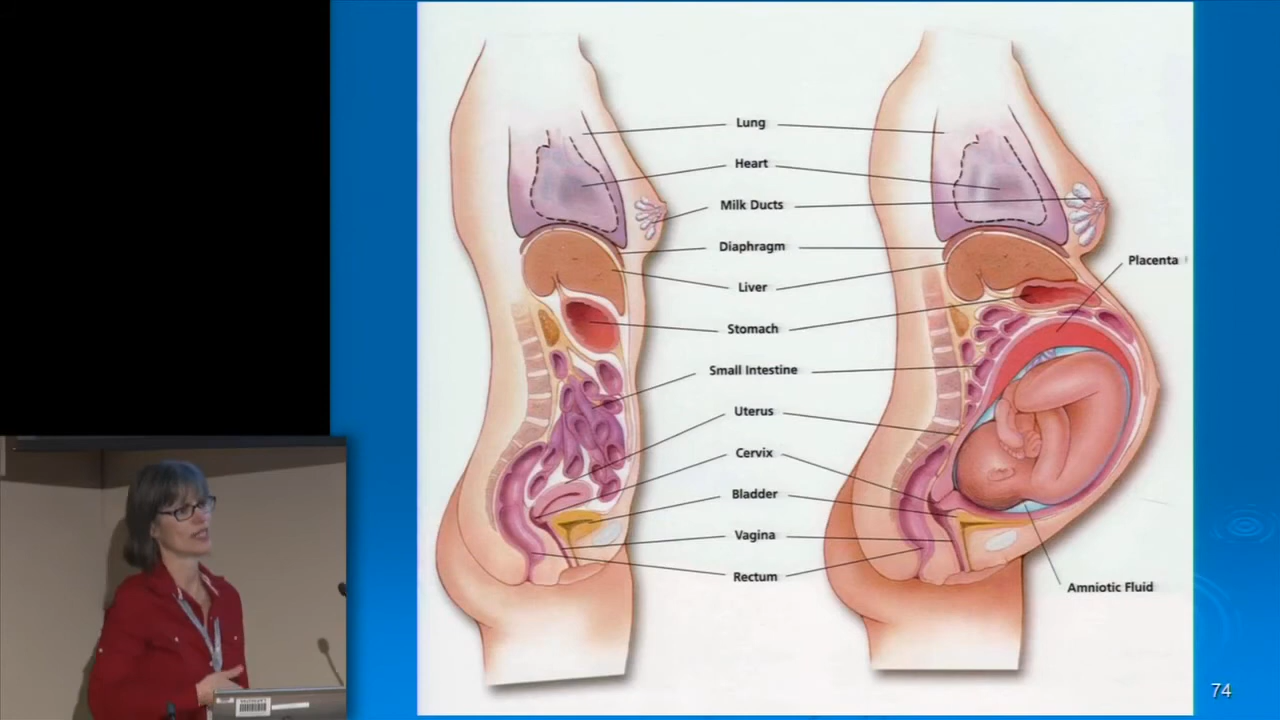 Lung
Heart
Milk Ducts
Diaphragm
Placenta
Liver
Stomach
Small Intestine
Uterus
Cervix
Bladder
Vagina
Rectum
Amniotic Fluid
74